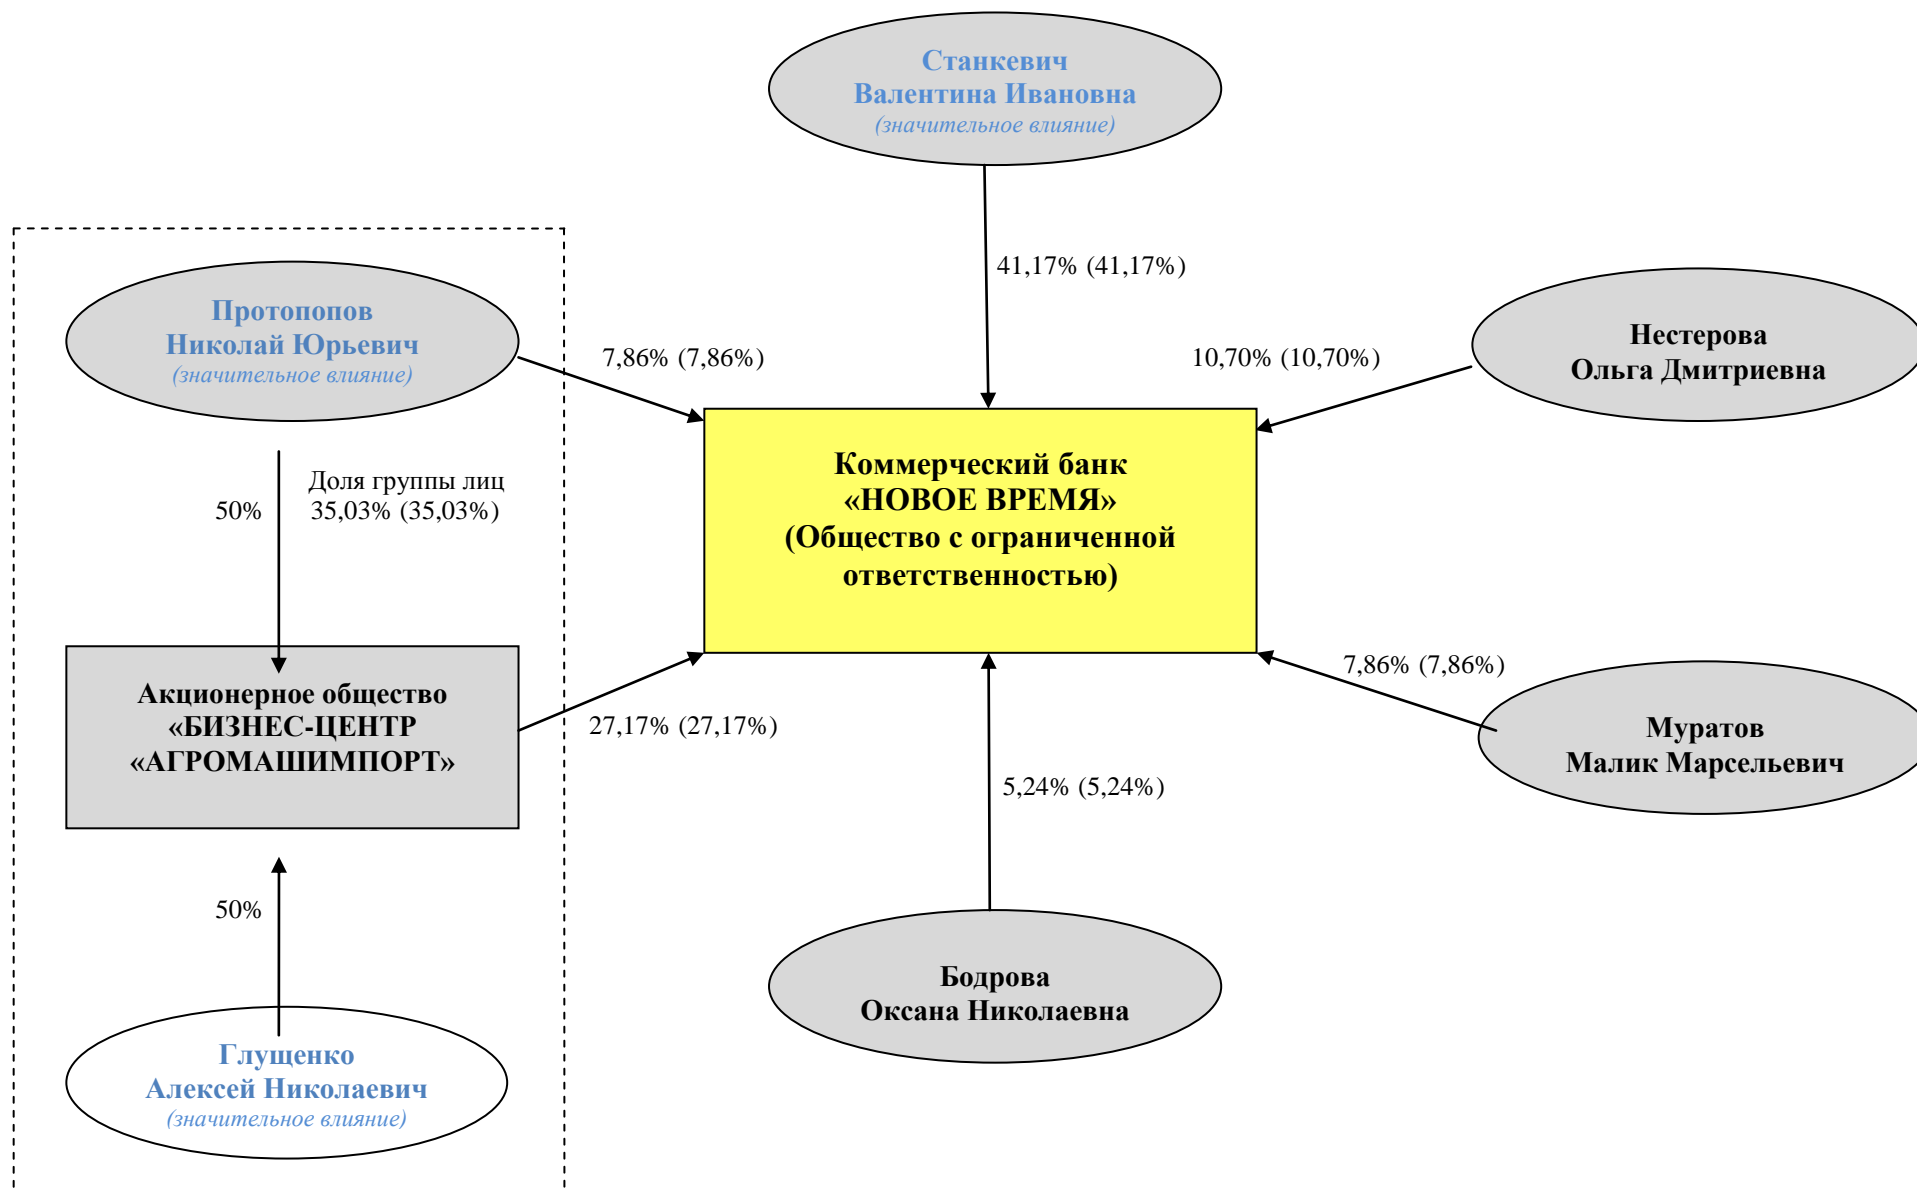 Станкевич
Валентина Ивановна
(значительное влияние)
41,17% (41,17%)
Протопопов
Николай Юрьевич
(значительное влияние)
7,86% (7,86%)
10,70% (10,70%)
Нестерова
Ольга Дмитриевна
Доля группы лиц
35,03% (35,03%)
50%
Коммерческий банк
«НОВОЕ ВРЕМЯ»
(Общество с ограниченной
ответственностью)
Акционерное общество
«БИЗНЕС-ЦЕНТР
«АГРОМАШИМПОРТ»
27,17% (27,17%)
7,86% (7,86%)
Муратов
Малик Марсельевич
5,24% (5,24%)
50%
Бодрова
Оксана Николаевна
Глущенко
Алексей Николаевич
(значительное влияние)